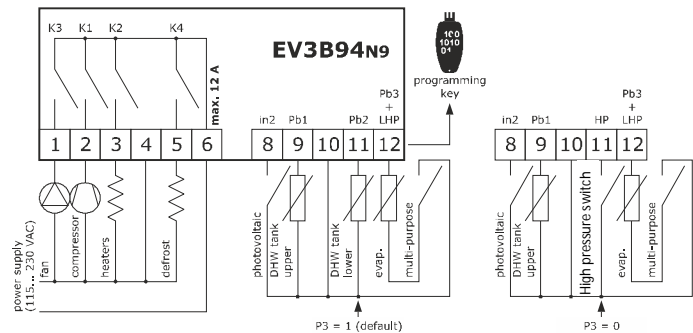 K3 K1 K2 K4
EV3B94N9
max. 12 A
100
1010
01
programming
key
Pb3
+
LHP
in2 Pb1 Pb2
1 2 3 4 5 6
8 9 10 11 12
power supply
(115... 230 VAC)
fan
compressor
heaters
defrost
photovoltaic
DHW tank
upper
DHW tank
lower
evap.
multi-purpose
P3 = 1 (default)
Pb3
+
LHP
in2 Pb1 HP
8 9 10 11 12
photovoltaic
DHW tank
upper
High pressure switch
evap.
multi-purpose
P3 = 0